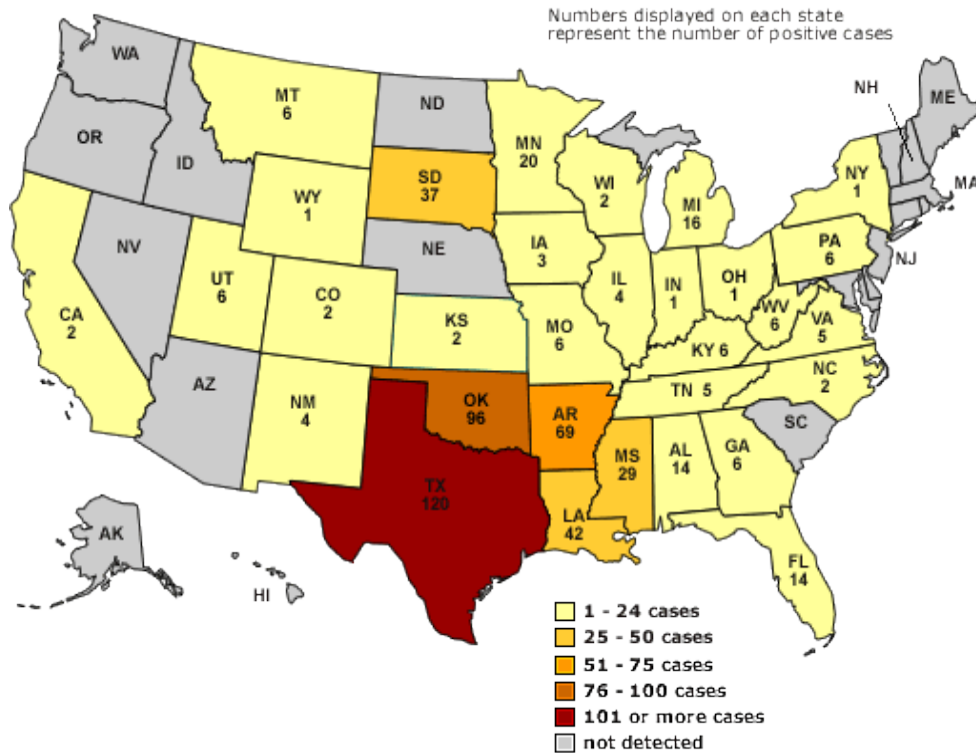 Numbers displayed on each state
represent the number of positive cases
WA
MT
6
ND
MN
20
NH
ME
OR
ID
SD
37
WI
2
MI
16
NY
1
MA
WY
1
NV
UT
6
CO
2
NE
IA
3
IL
4
IN
1
OH
1
PA
6
NJ
CA
2
KS
2
MO
6
KY 6
WV
6
VA
5
AZ
NM
4
OK
96
AR
69
TN 5
NC
2
SC
TX
120
LA
42
MS
29
AL
14
GA
6
FL
14
AK
HI
1 - 24 cases
25 - 50 cases
51 - 75 cases
76 - 100 cases
101 or more cases
not detected